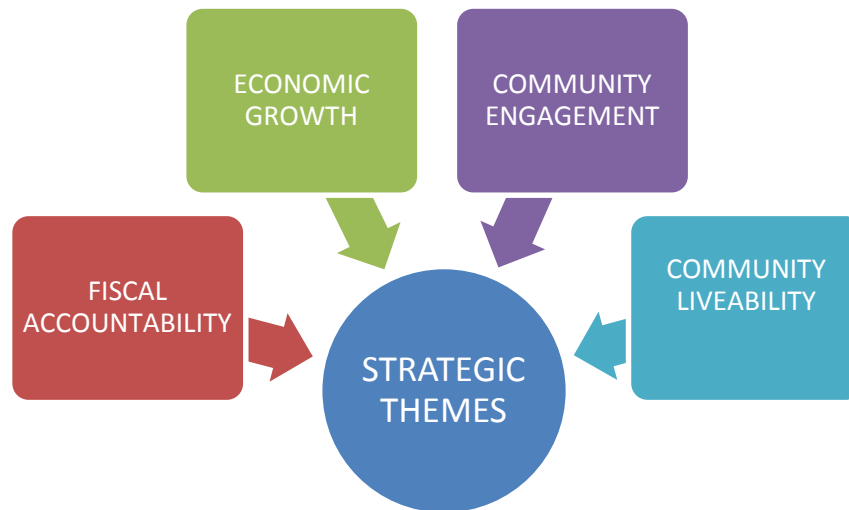 ECONOMIC
GROWTH
COMMUNITY
ENGAGEMENT
FISCAL
ACCOUNTABILITY
COMMUNITY
LIVEABILITY
STRATEGIC
THEMES